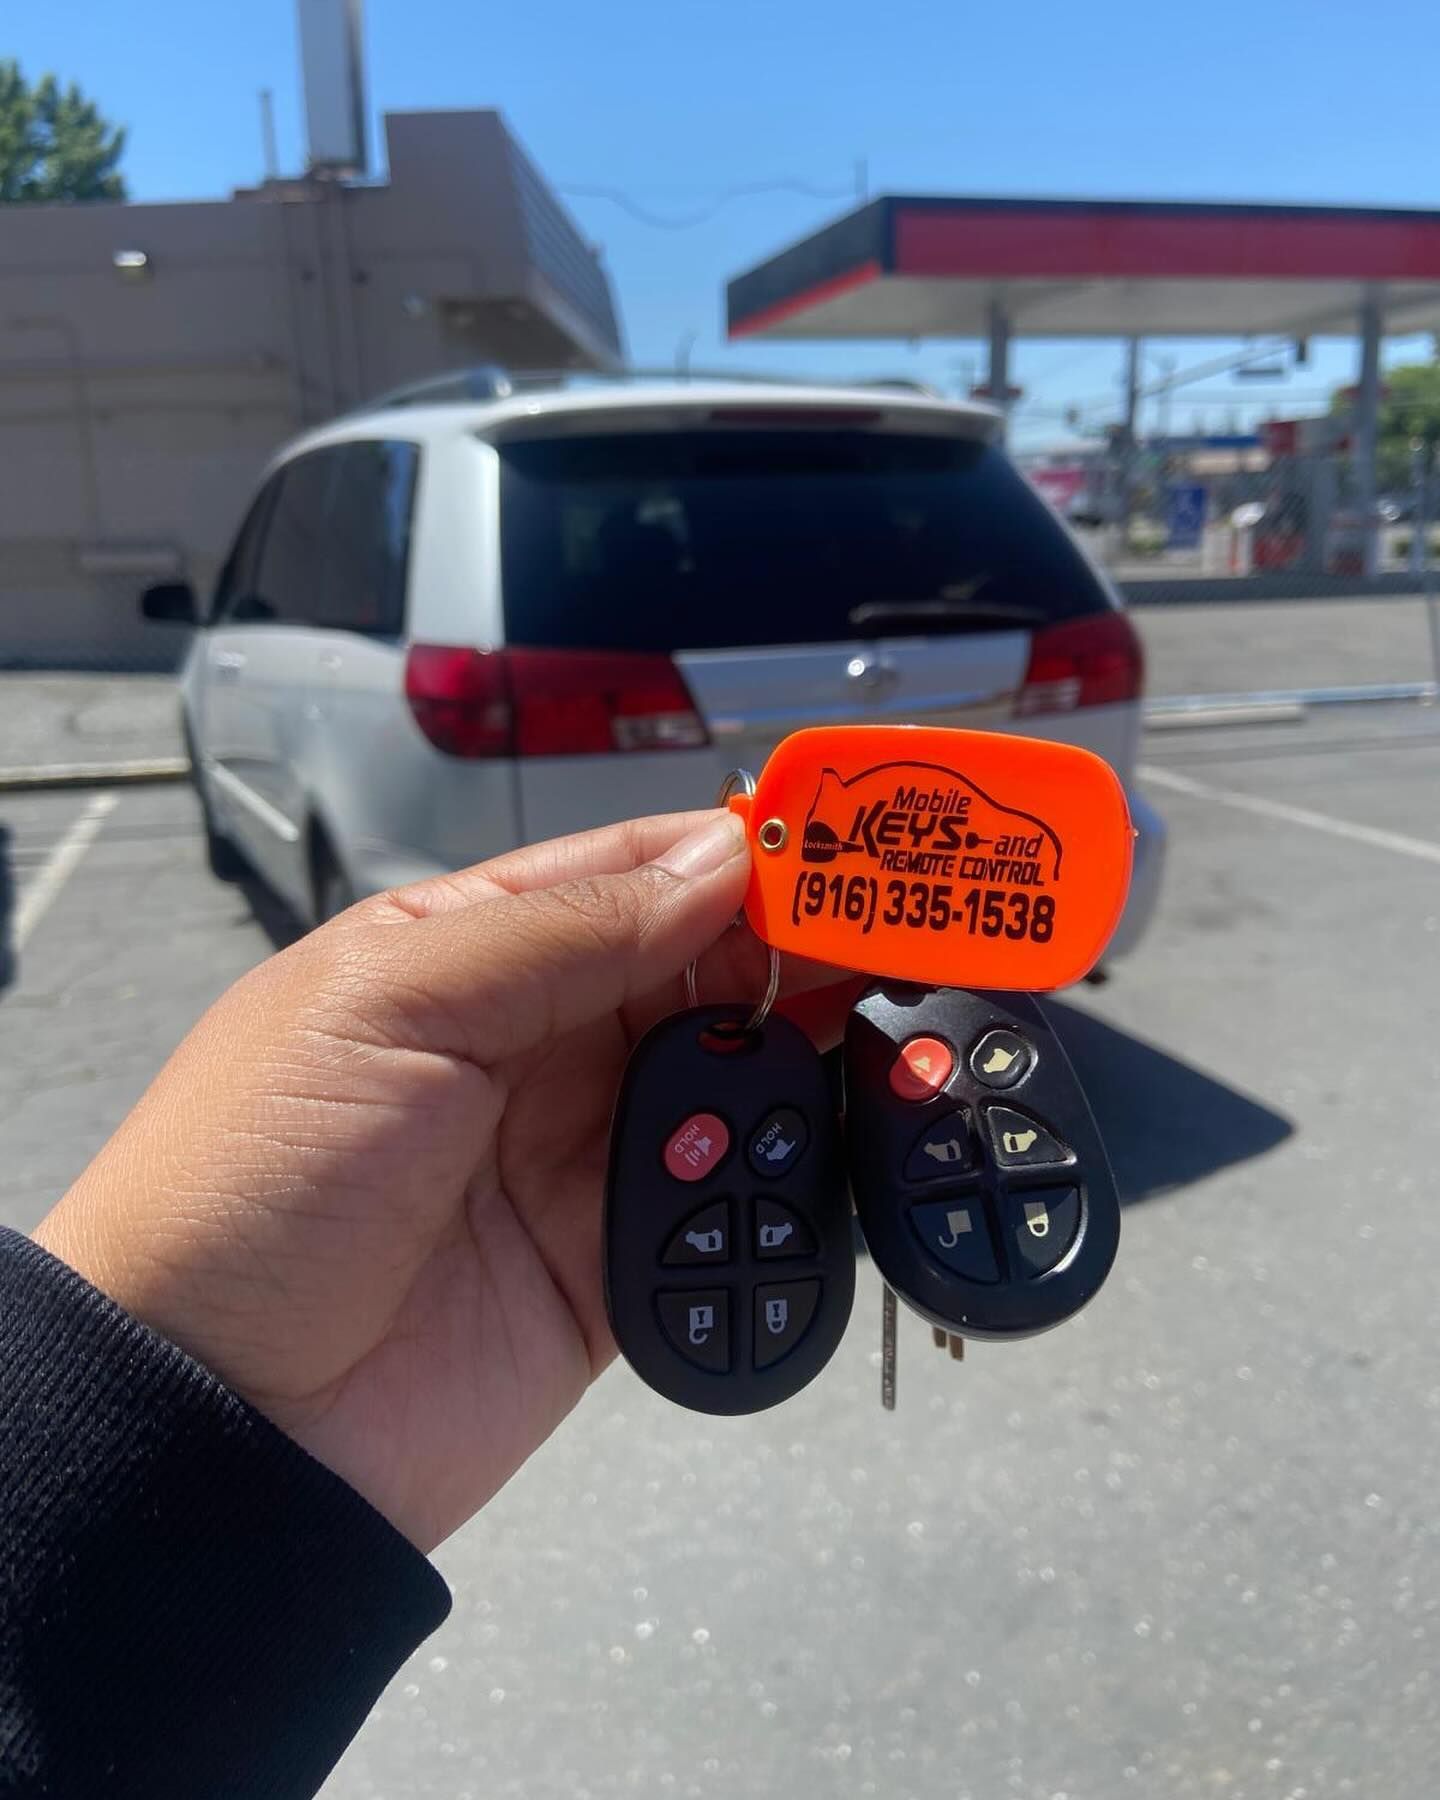 Mobile
Locksmith KEYS and
REMOTE CONTROL
(916) 335-1538
HOLD
HOLD